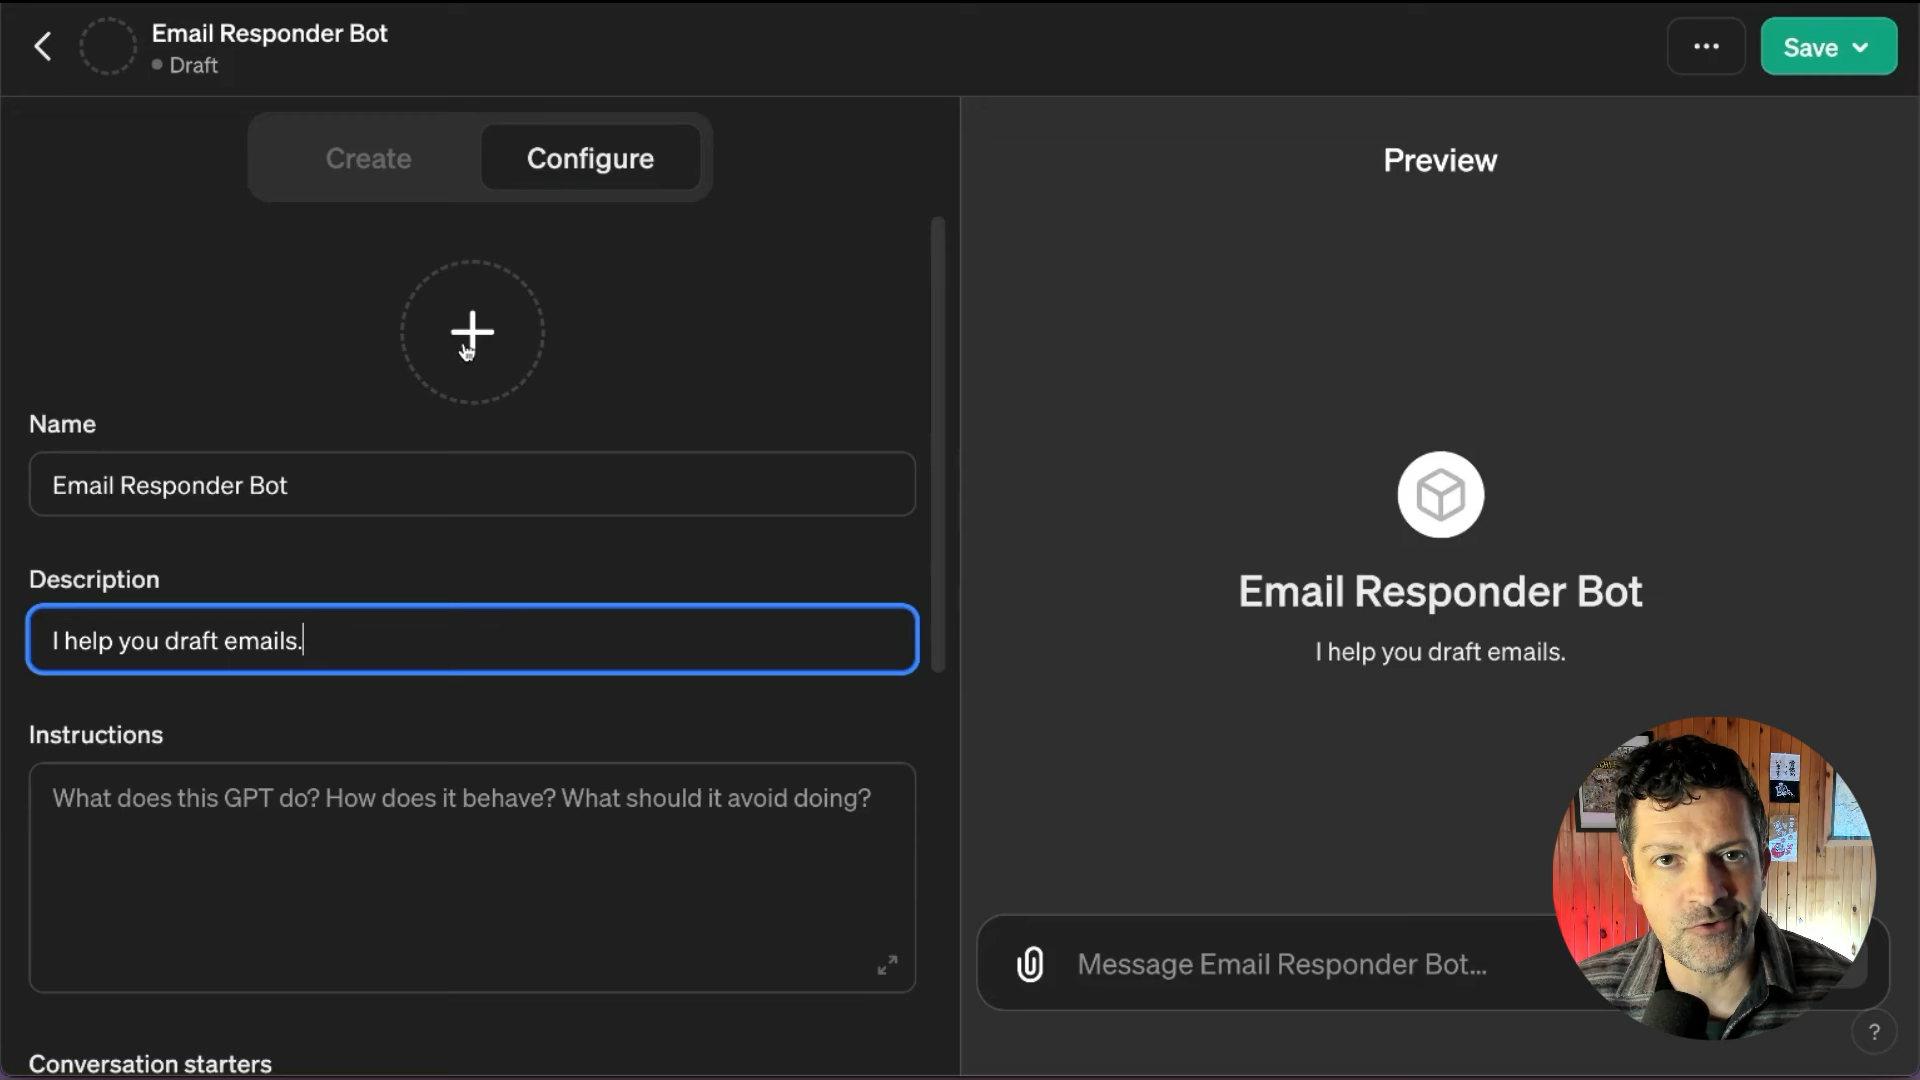 Email Responder Bot
Draft
...
Save
Create
Configure
Preview
Name
Email Responder Bot
Description
I help you draft emails.
Instructions
What does this GPT do? How does it behave? What should it avoid doing?
Conversation starters
Email Responder Bot
I help you draft emails.
Message Email Responder Bot...
?